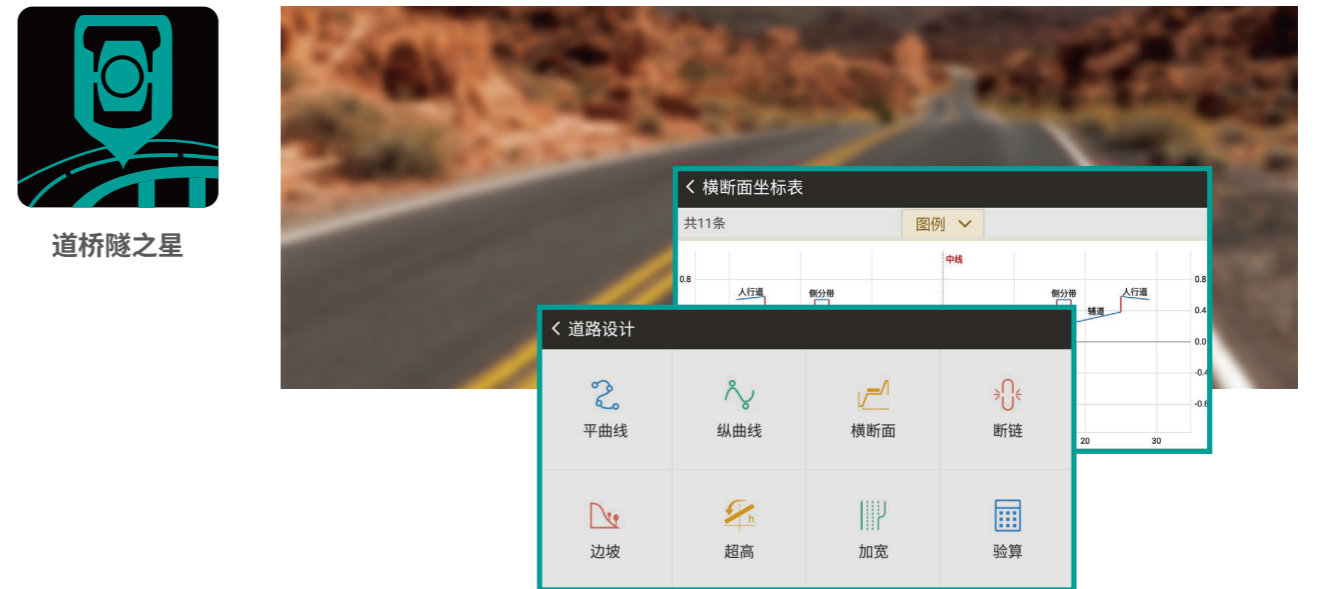 道桥隧之星
横断面坐标表
共11条
图例
中线
0.8
0.8
人行道
侧分带
侧分带
人行道
辅道
0.4
0.0
-0.4
-0.8
20
30
道路设计
平曲线
纵曲线
横断面
断链
h
边坡
超高
加宽
验算